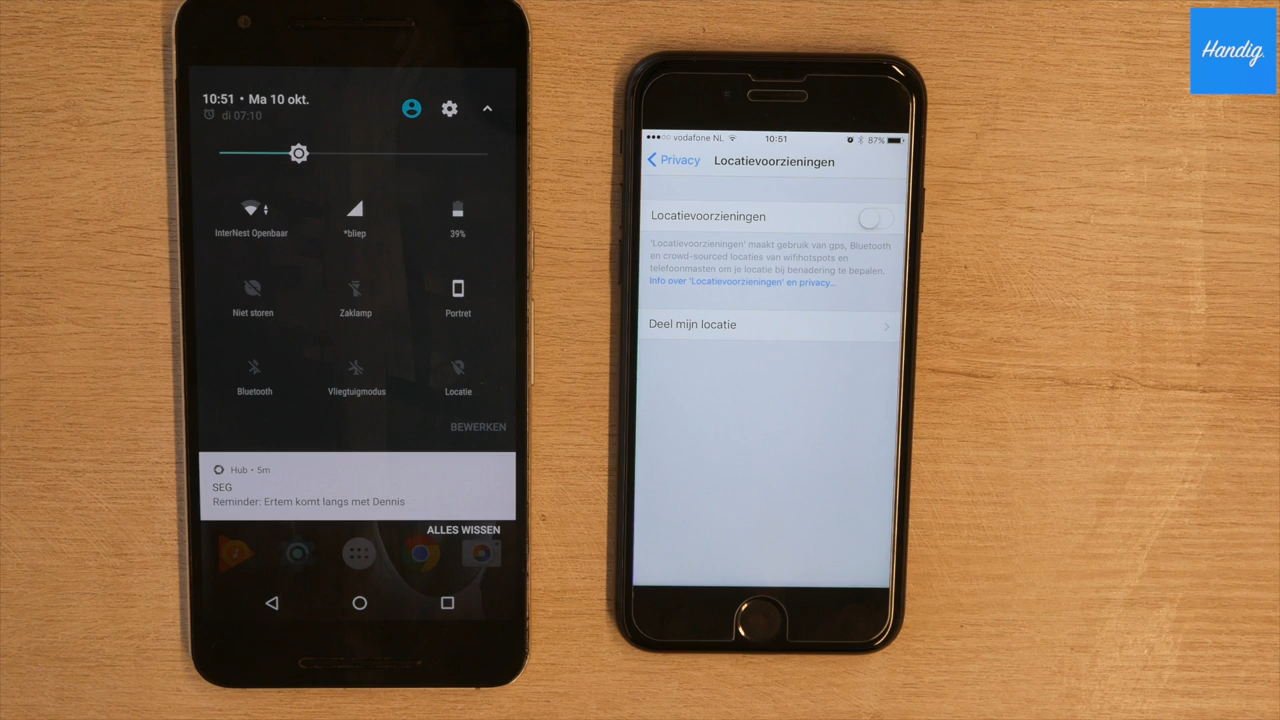 Handig.
10:51 • Ma 10 okt.
di 07:10
InterNest Openbaar
*bliep
39%
Niet storen
Zaklamp
Portret
Bluetooth
Vliegtuigmodus
Locatie
BEWERKEN
Hub • 5m
SEG
Reminder: Ertem komt langs met Dennis
ALLES WISSEN
vodafone NL
10:51
87%
Privacy
Locatievoorzieningen
Locatievoorzieningen
'Locatievoorzieningen' maakt gebruik van gps, Bluetooth
en crowd-sourced locaties van wifihotspots en
telefoonmasten om je locatie bij benadering te bepalen.
Info over 'Locatievoorzieningen' en privacy...
Deel mijn locatie